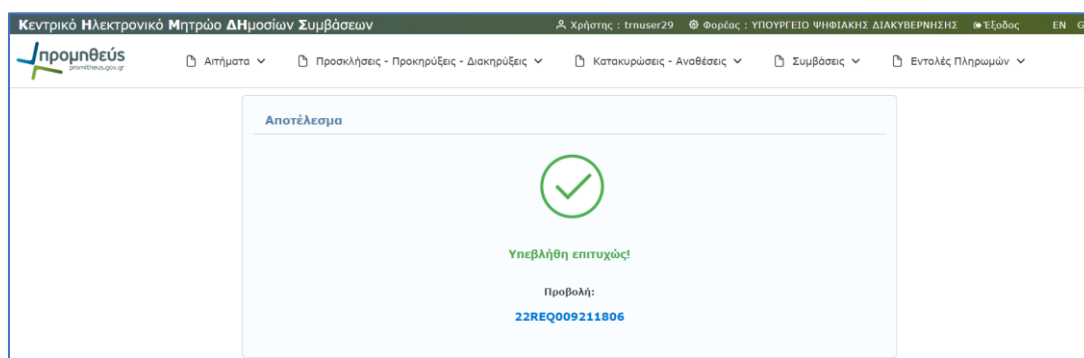 Κεντρικό Ηλεκτρονικό Μητρώο ΔΗμοσίων Συμβάσεων Χρήστης : trnuser29 Φορέας : ΥΠΟΥΡΓΕΙΟ ΨΗΦΙΑΚΗΣ ΔΙΑΚΥΒΕΡΝΗΣΗΣ Έξοδος EN G
προμηθεύς
promitheus.gov.gr
Αιτήματα Προσκλήσεις - Προκηρύξεις - Διακηρύξεις Κατακυρώσεις - Αναθέσεις Συμβάσεις Εντολές Πληρωμών
Αποτέλεσμα
Υπεβλήθη επιτυχώς!
Προβολή:
22REQ009211806